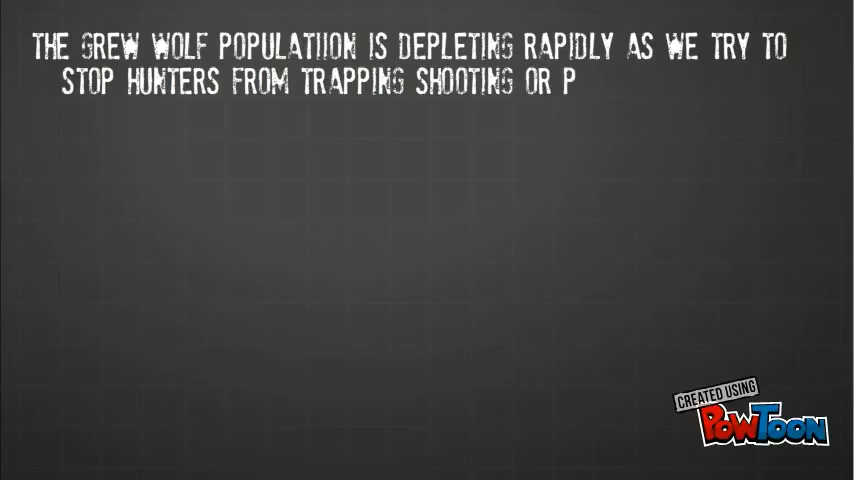 THE GREW WOLF POPULATIION IS DEPLETING RAPIDLY AS WE TRY TO
STOP HUNTERS FROM TRAPPING SHOOTING OR P
CREATED USING
POWTOON